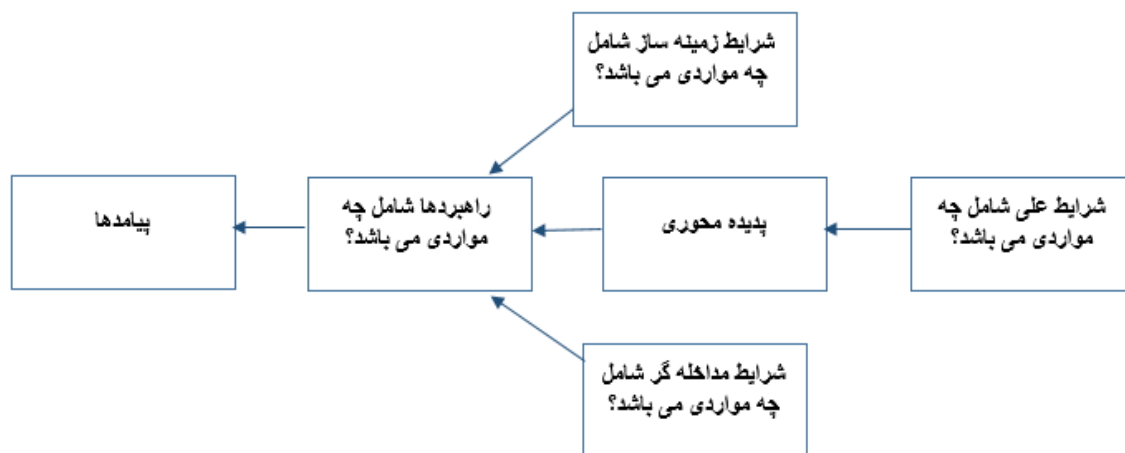 شرایط زمینه ساز شامل
چه مواردی می باشد؟
شرایط علی شامل چه
مواردی می باشد؟
پدیده محوری
راهبردها شامل چه
مواردی می باشد؟
پیامدها
شرایط مداخله گر شامل
چه مواردی می باشد؟